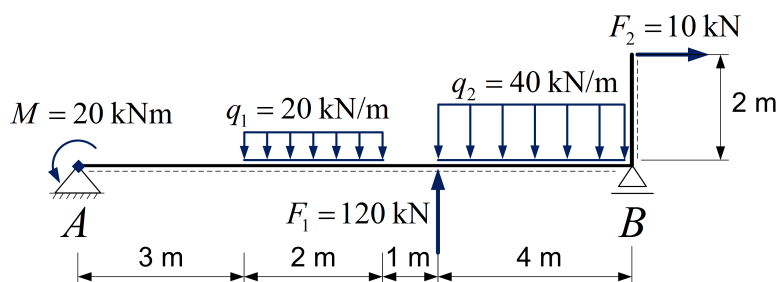 F₂ = 10 kN
M = 20 kNm
q₁ = 20 kN/m
q₂ = 40 kN/m
2 m
F₁ = 120 kN
A
B
3 m
2 m
1 m
4 m